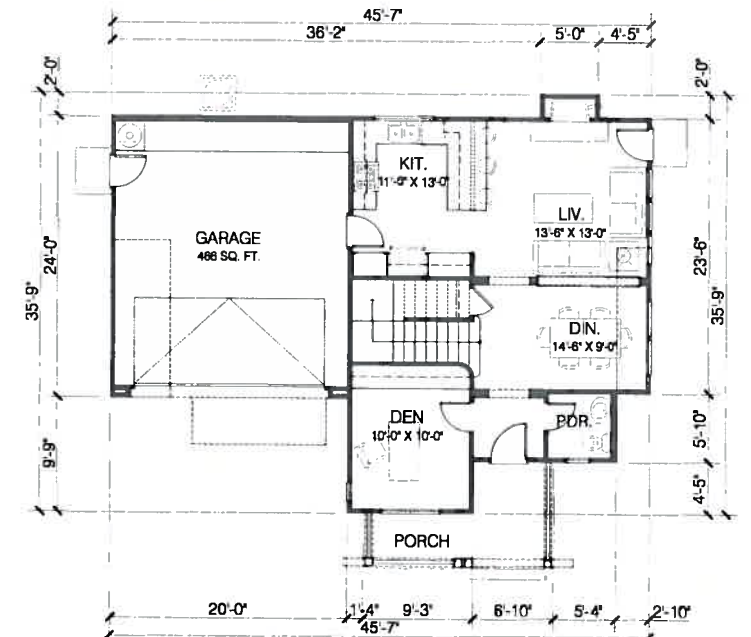 45'-7"
36'-2"
5'-0"
4'-5"
2'-0"
2'-0"
KIT.
11'-0" X 13'-0"
LIV.
13'-6" X 13'-0"
GARAGE
466 SQ. FT.
24'-0"
35'-9"
23'-6"
35'-9"
DIN.
14'-6" X 9'-0"
DEN
10'-0" X 10'-0"
PDR.
5'-10"
9'-9"
4'-5"
PORCH
20'-0"
1'-4"
9'-3"
6'-10"
5'-4"
2'-10"
45'-7"